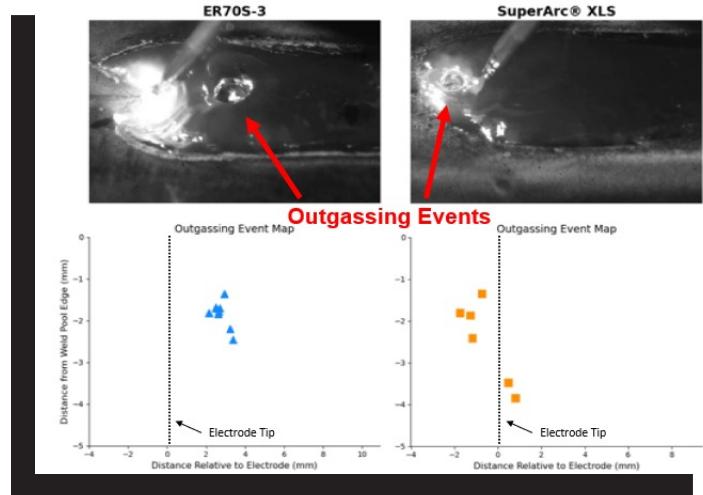 ER70S-3
SuperArc® XLS
Outgassing Events
Outgassing Event Map
Outgassing Event Map
Distance from Weld Pool Edge (mm)
0
−1
−2
−3
−4
−5
Electrode Tip
−4 −2 0 2 4 6 8 10
Distance Relative to Electrode (mm)
0
−1
−2
−3
−4
−5
Electrode Tip
−4 −2 0 2 4 6 8
Distance Relative to Electrode (mm)